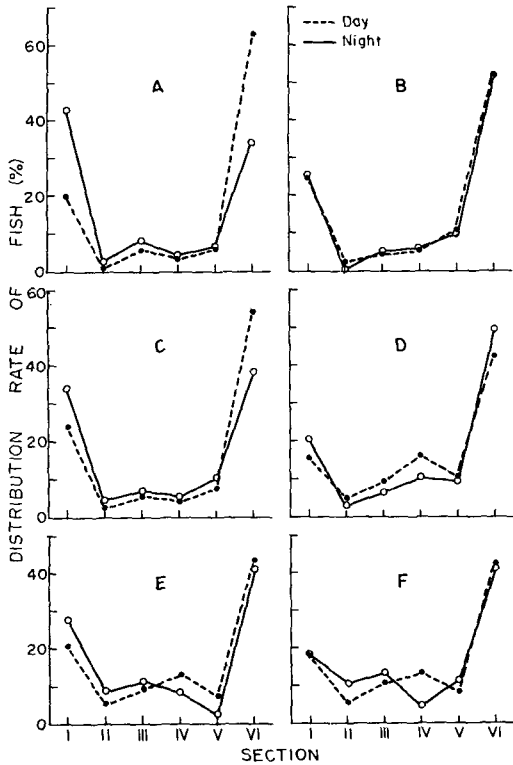 Day
Night
A
B
60
40
20
0
C
D
60
40
20
0
E
F
40
20
0
I II III IV V VI
I II III IV V VI
SECTION
DISTRIBUTION RATE OF FISH (%)